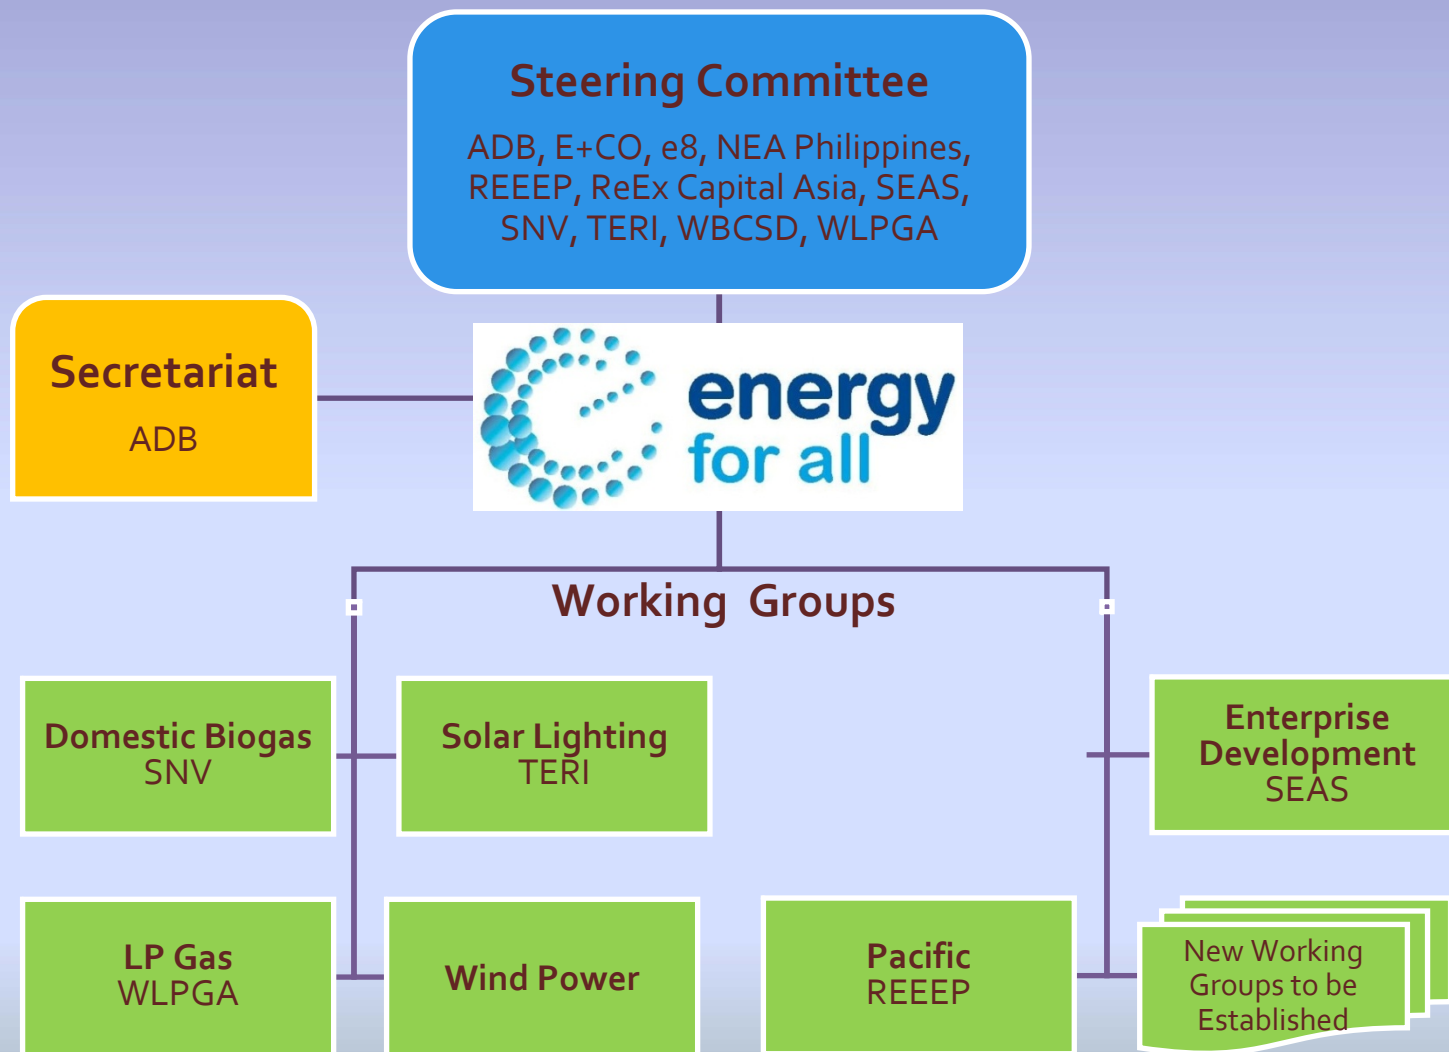 Steering Committee
ADB, E+CO, e8, NEA Philippines,
REEEP, ReEx Capital Asia, SEAS,
SNV, TERI, WBCSD, WLPGA
Secretariat
ADB
energy
for all
Working Groups
Domestic Biogas
SNV
Solar Lighting
TERI
Enterprise
Development
SEAS
LP Gas
WLPGA
Wind Power
Pacific
REEEP
New Working
Groups to be
Established